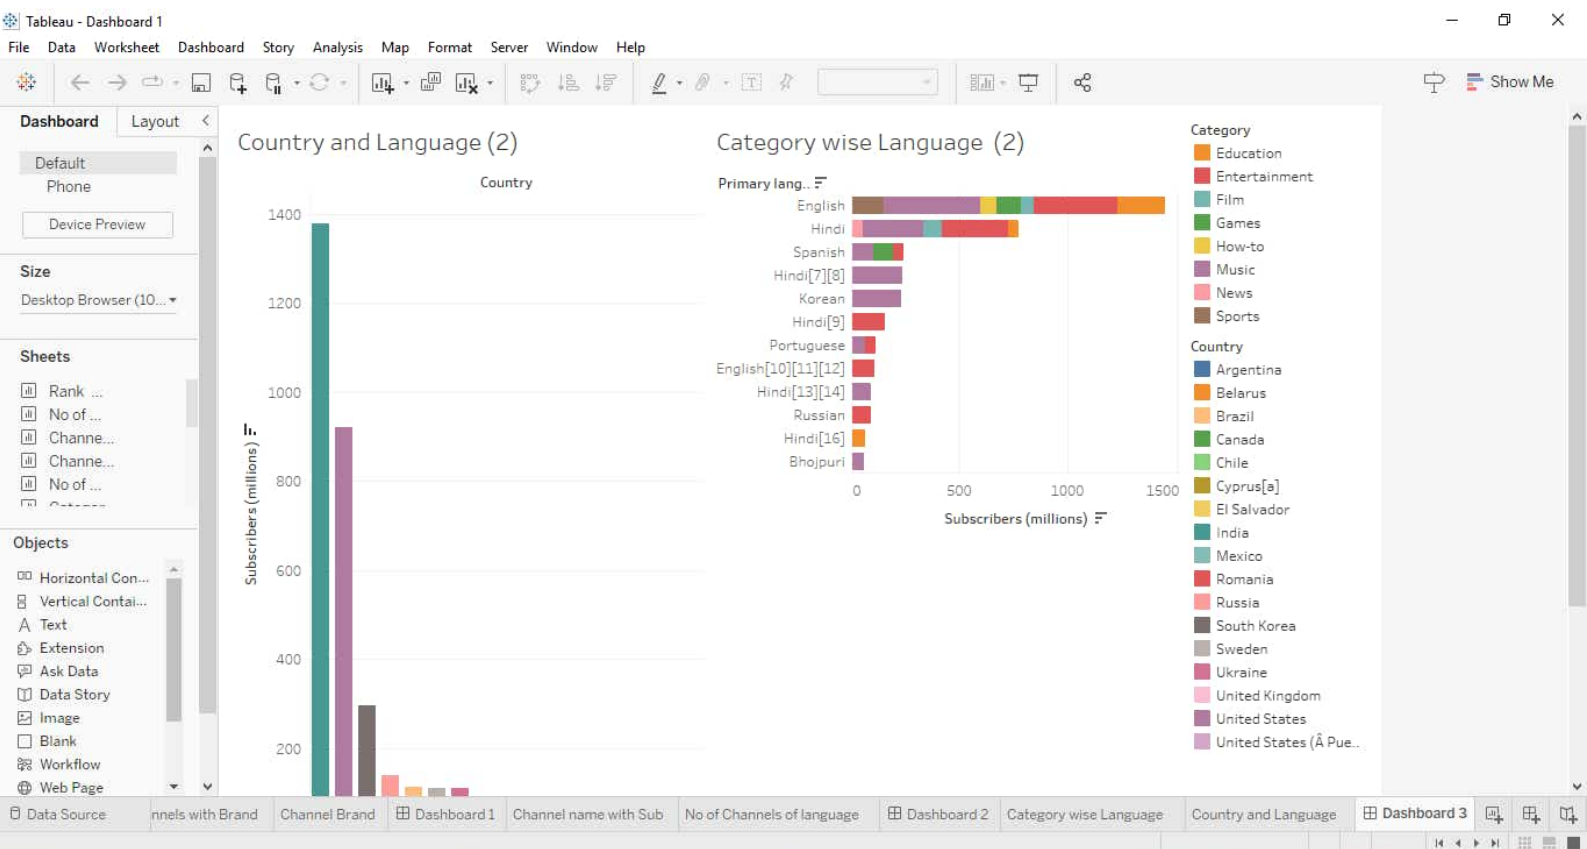 Tableau - Dashboard 1
File Data Worksheet Dashboard Story Analysis Map Format Server Window Help
Show Me
Dashboard Layout
Default
Phone
Device Preview
Size
Desktop Browser (10...
Sheets
Rank ...
No of ...
Channe...
Channe...
No of ...
Objects
Horizontal Con...
Vertical Contai...
Text
Extension
Ask Data
Data Story
Image
Blank
Workflow
Web Page
Country and Language (2)
Country
Subscribers (millions)
1400
1200
1000
800
600
400
200
Category wise Language (2)
Primary lang..
English
Hindi
Spanish
Hindi[7][8]
Korean
Hindi[9]
Portuguese
English[10][11][12]
Hindi[13][14]
Russian
Hindi[16]
Bhojpuri
0 500 1000 1500
Subscribers (millions)
Category
Education
Entertainment
Film
Games
How-to
Music
News
Sports
Country
Argentina
Belarus
Brazil
Canada
Chile
Cyprus[a]
El Salvador
India
Mexico
Romania
Russia
South Korea
Sweden
Ukraine
United Kingdom
United States
United States (Â Pue..
Data Source nnels with Brand Channel Brand Dashboard 1 Channel name with Sub No of Channels of language Dashboard 2 Category wise Language Country and Language Dashboard 3